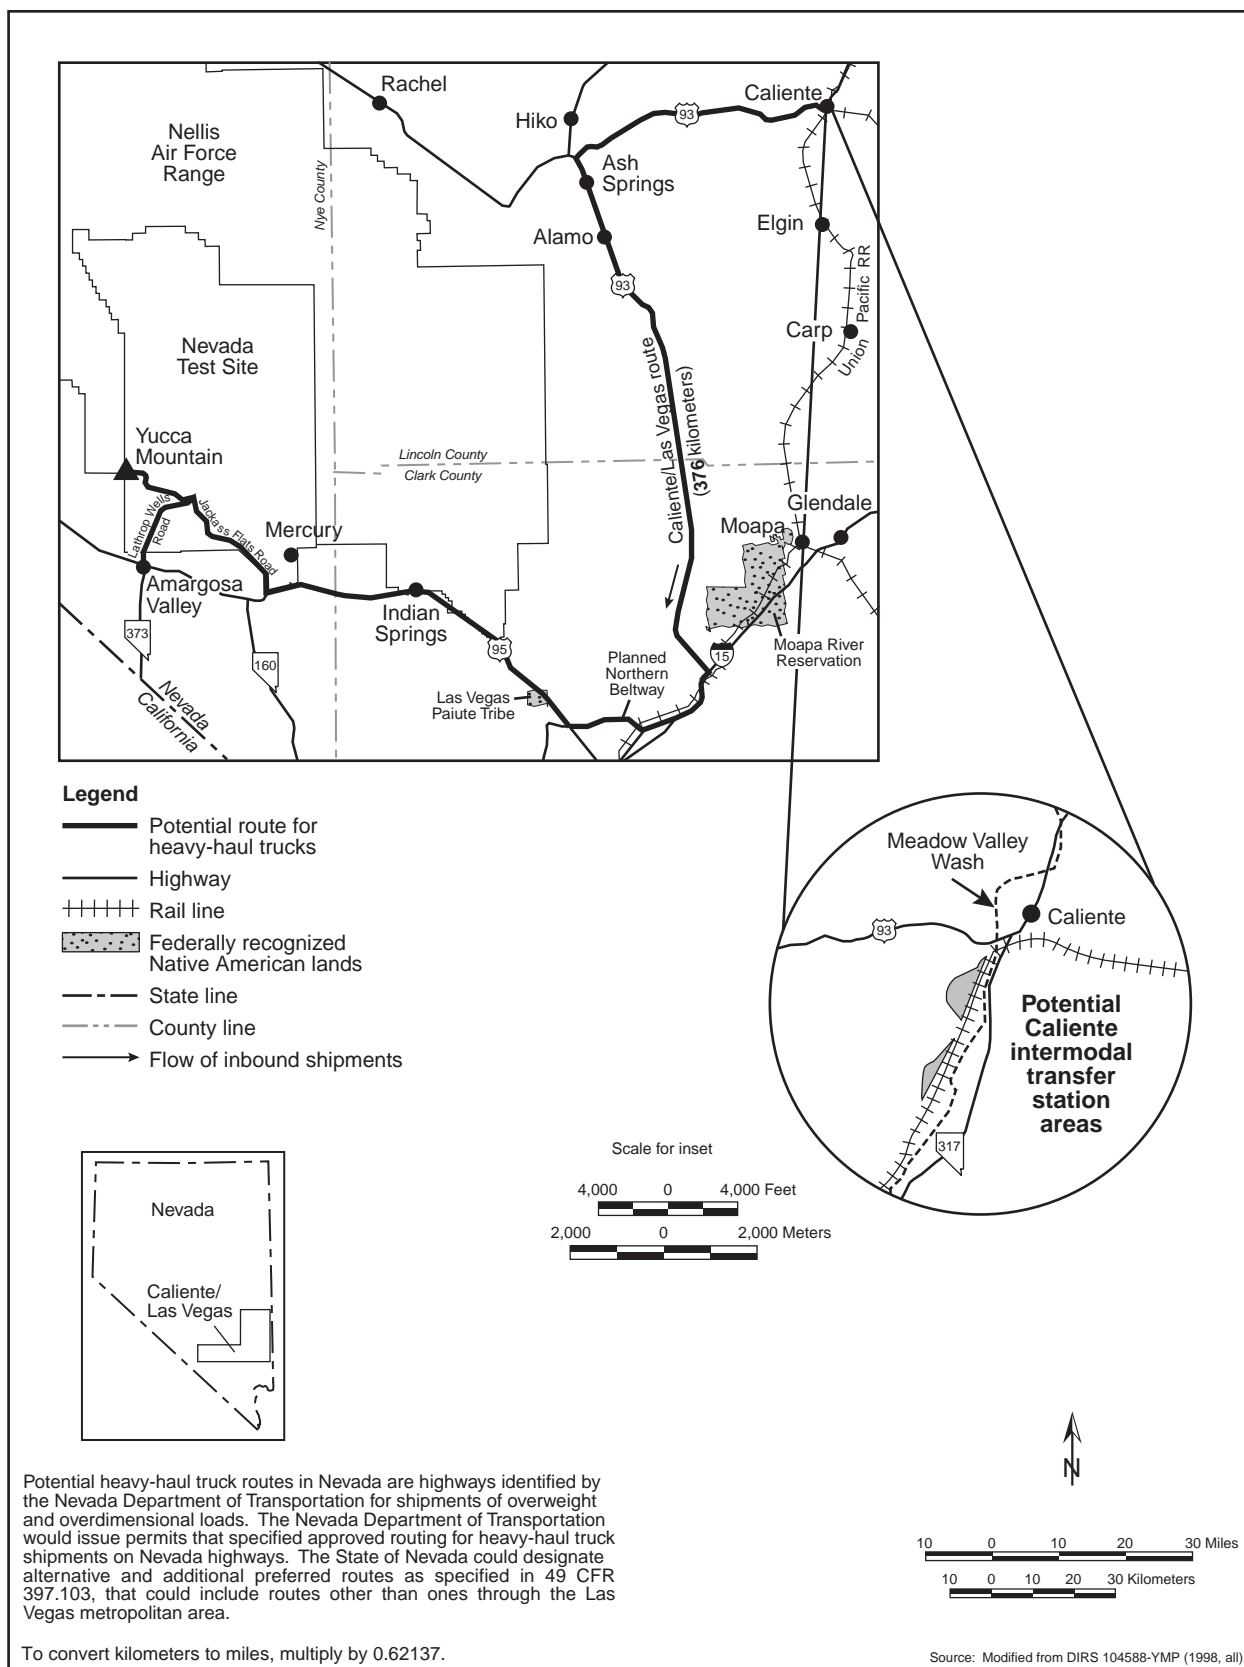 Rachel
Caliente
Hiko
93
Nellis
Air Force
Range
Ash
Springs
Nye County
Alamo
Elgin
93
Pacific RR
Union
Carp
Nevada
Test Site
Caliente/Las Vegas route
(376 kilometers)
Yucca
Mountain
Lincoln County
Clark County
Glendale
Moapa
Lathrop Wells
Road
Jackass Flats Road
Mercury
Amargosa
Valley
Indian
Springs
373
160
95
15
Moapa River
Reservation
Planned
Northern
Beltway
Las Vegas
Paiute Tribe
Nevada
California
Legend
Potential route for
heavy-haul trucks
Highway
Rail line
Federally recognized
Native American lands
State line
County line
Flow of inbound shipments
Meadow Valley
Wash
Caliente
93
Potential
Caliente
intermodal
transfer
station
areas
317
Scale for inset
4,000 0 4,000 Feet
2,000 0 2,000 Meters
Nevada
Caliente/
Las Vegas
N
Potential heavy-haul truck routes in Nevada are highways identified by
the Nevada Department of Transportation for shipments of overweight
and overdimensional loads. The Nevada Department of Transportation
would issue permits that specified approved routing for heavy-haul truck
shipments on Nevada highways. The State of Nevada could designate
alternative and additional preferred routes as specified in 49 CFR
397.103, that could include routes other than ones through the Las
Vegas metropolitan area.
10 0 10 20 30 Miles
10 0 10 20 30 Kilometers
To convert kilometers to miles, multiply by 0.62137.
Source: Modified from DIRS 104588-YMP (1998, all)